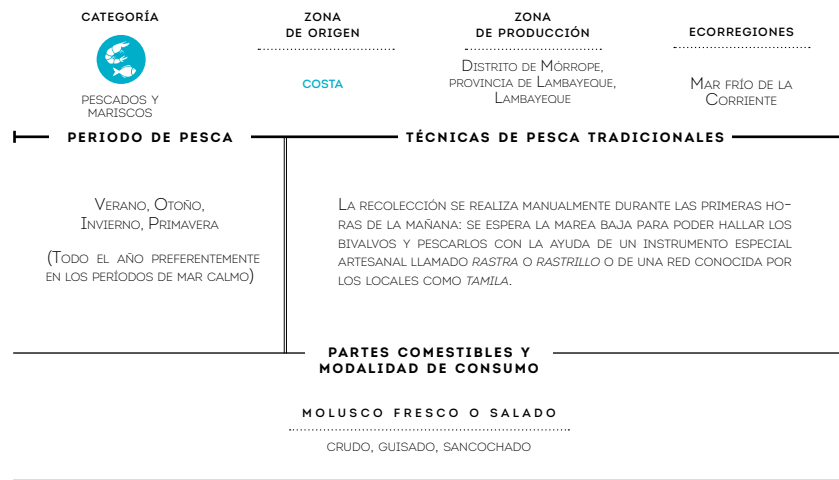 CATEGORÍA
PESCADOS Y
MARISCOS
ZONA
DE ORIGEN
COSTA
ZONA
DE PRODUCCIÓN
Distrito de Mórrope,
provincia de Lambayeque,
Lambayeque
ECORREGIONES
Mar frío de la
Corriente
PERIODO DE PESCA
Verano, Otoño,
Invierno, Primavera
(Todo el año preferentemente
en los períodos de mar calmo)
TÉCNICAS DE PESCA TRADICIONALES
La recolección se realiza manualmente durante las primeras ho-
ras de la mañana: se espera la marea baja para poder hallar los
bivalvos y pescarlos con la ayuda de un instrumento especial
artesanal llamado rastra o rastrillo o de una red conocida por
los locales como tamila.
PARTES COMESTIBLES Y
MODALIDAD DE CONSUMO
MOLUSCO FRESCO O SALADO
crudo, guisado, sancochado